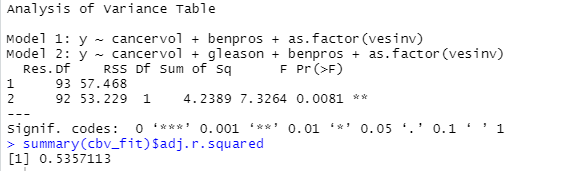 Analysis of Variance Table
Model 1: y ~ cancervol + benpros + as.factor(vesinv)
Model 2: y ~ cancervol + gleason + benpros + as.factor(vesinv)
Res.Df RSS Df Sum of Sq F Pr(>F)
1 93 57.468
2 92 53.229 1 4.2389 7.3264 0.0081 **
---
Signif. codes: 0 ‘***’ 0.001 ‘**’ 0.01 ‘*’ 0.05 ‘.’ 0.1 ‘ ’ 1
> summary(cbv_fit)$adj.r.squared
[1] 0.5357113